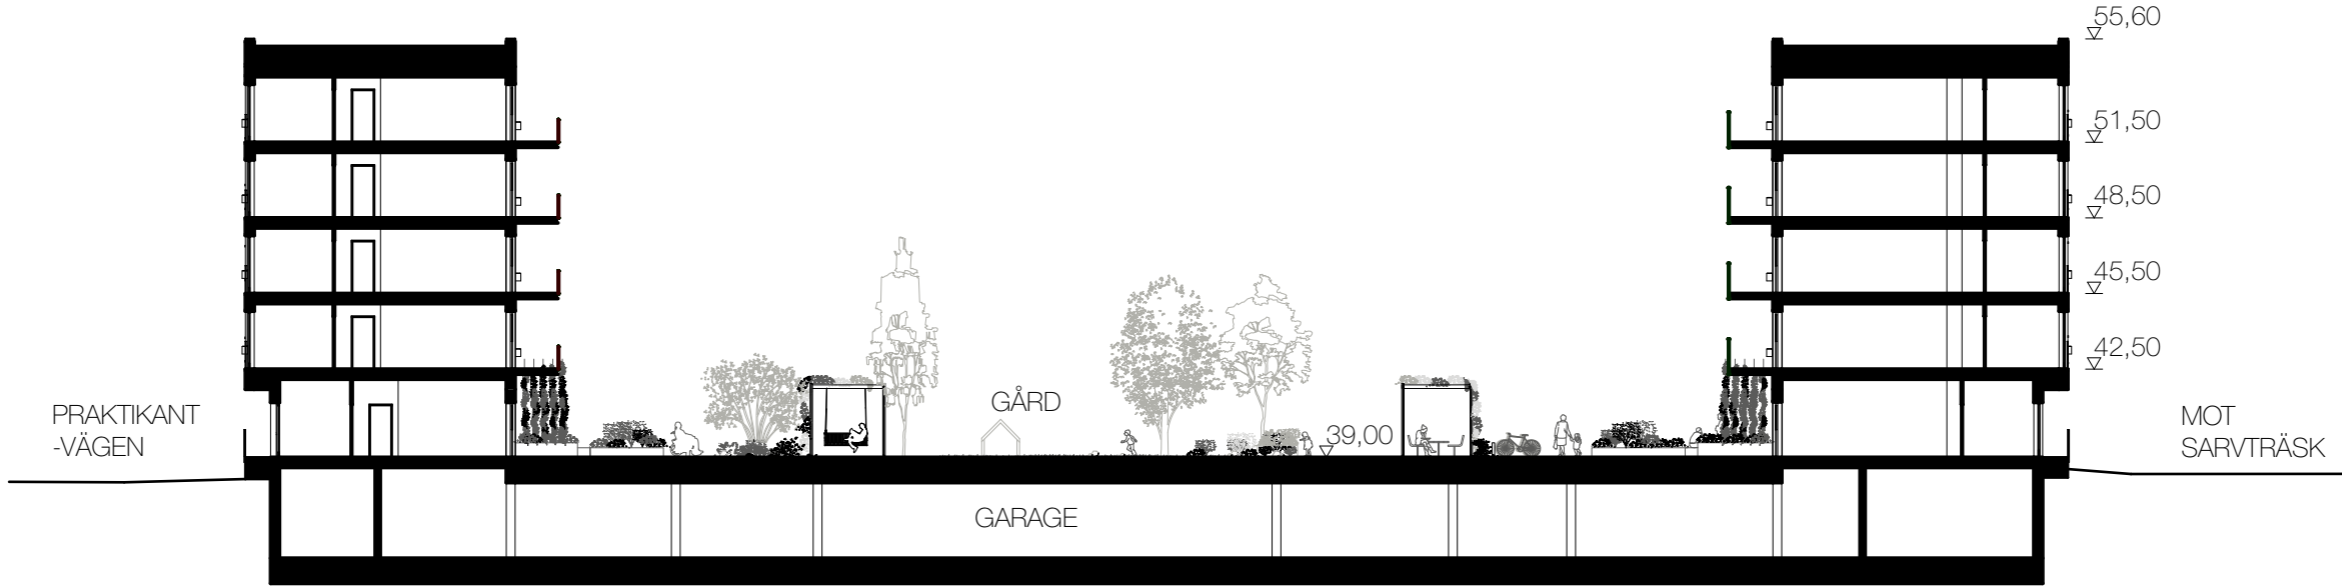 55,60
51,50
48,50
45,50
42,50
PRAKTIKANT
-VÄGEN
GÅRD
39,00
MOT
SARVTRÄSK
GARAGE